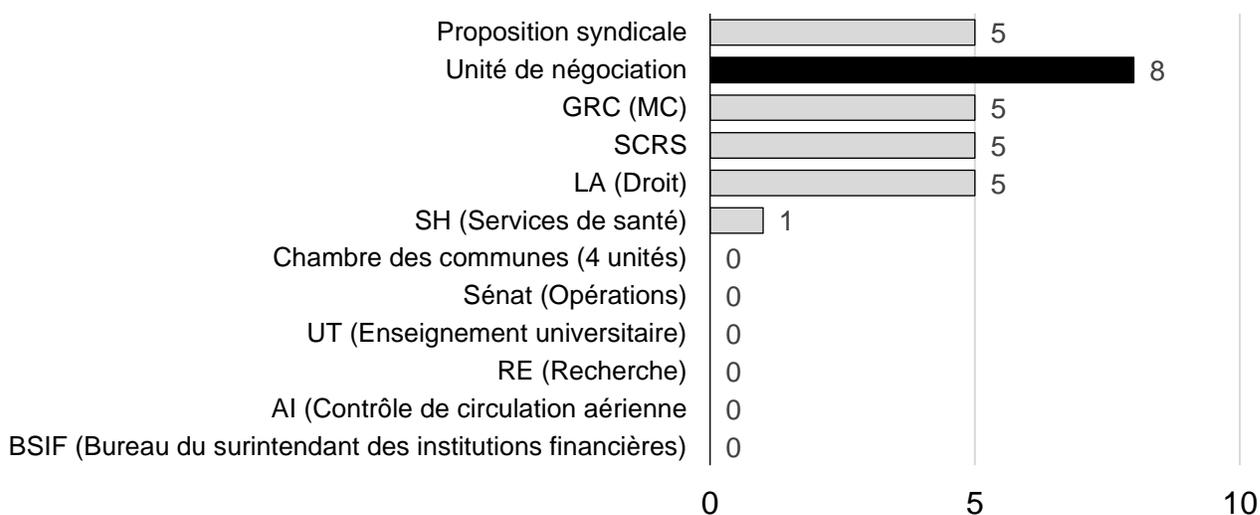 Proposition syndicale 5
Unité de négociation 8
GRC (MC) 5
SCRS 5
LA (Droit) 5
SH (Services de santé) 1
Chambre des communes (4 unités) 0
Sénat (Opérations) 0
UT (Enseignement universitaire) 0
RE (Recherche) 0
AI (Contrôle de circulation aérienne 0
BSIF (Bureau du surintendant des institutions financières) 0
0 5 10